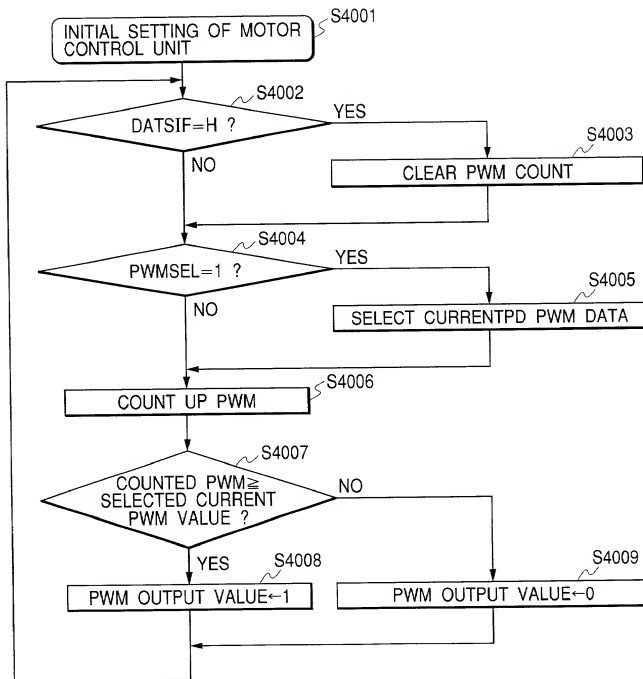 INITIAL SETTING OF MOTOR
CONTROL UNIT
S4001
S4002
DATSIF=H ?
YES
NO
S4003
CLEAR PWM COUNT
S4004
PWMSEL=1 ?
YES
NO
S4005
SELECT CURRENTPD PWM DATA
S4006
COUNT UP PWM
S4007
COUNTED PWM≧
SELECTED CURRENT
PWM VALUE ?
NO
YES
S4008
PWM OUTPUT VALUE←1
S4009
PWM OUTPUT VALUE←0